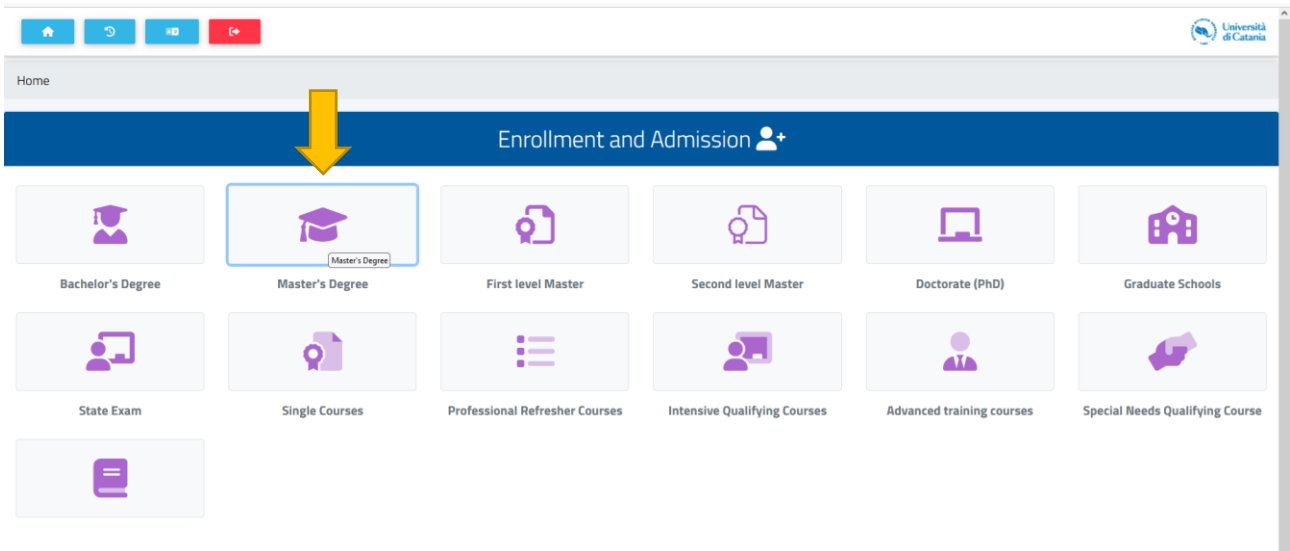 Università
di Catania
Home
Enrollment and Admission
Master's Degree
Bachelor's Degree
Master's Degree
First level Master
Second level Master
Doctorate (PhD)
Graduate Schools
State Exam
Single Courses
Professional Refresher Courses
Intensive Qualifying Courses
Advanced training courses
Special Needs Qualifying Course